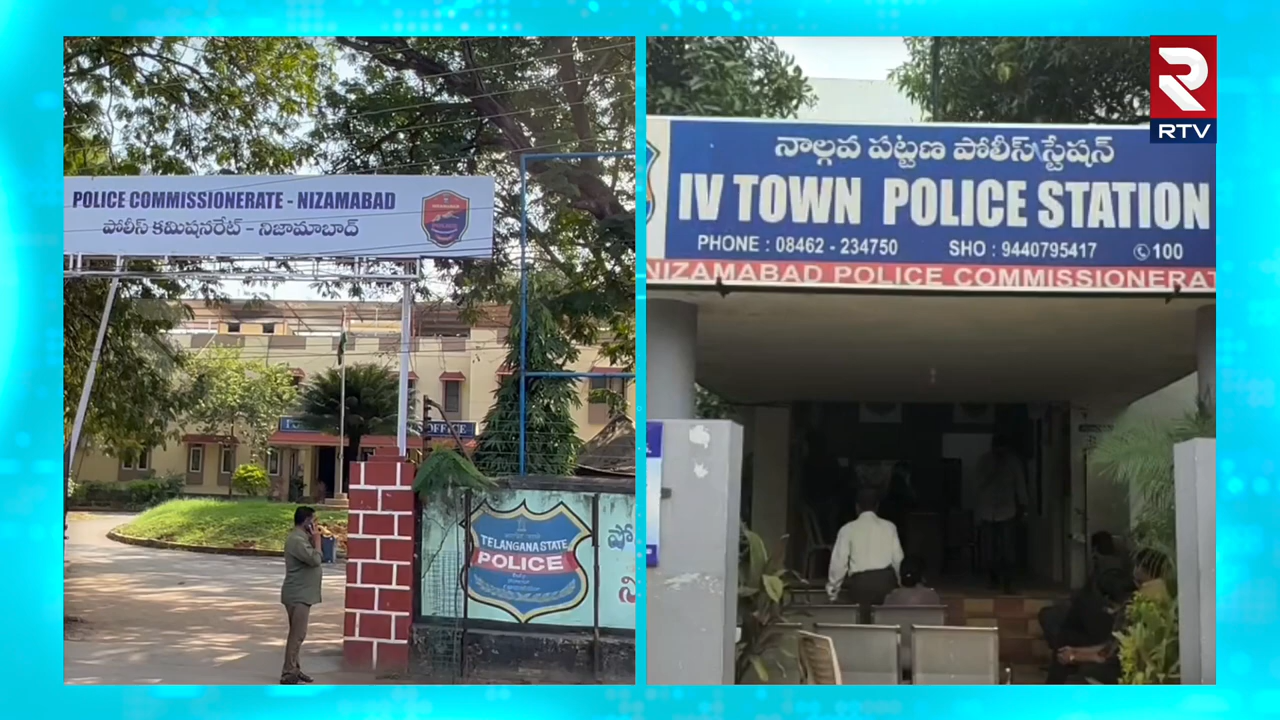 POLICE COMMISSIONERATE - NIZAMABAD
పోలీస్ కమిషనరేట్ - నిజామాబాద్
OFFICE
TELANGANA STATE
POLICE
RTV
నాల్గవ పట్టణ పోలీస్ స్టేషన్
IV TOWN POLICE STATION
PHONE : 08462 - 234750 SHO : 9440795417 100
NIZAMABAD POLICE COMMISSIONERAT